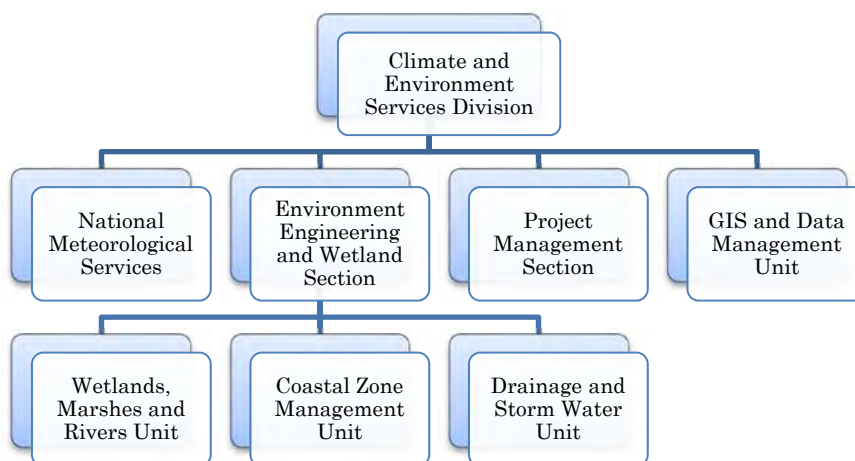 Climate and
Environment
Services Division
National
Meteorological
Services
Environment
Engineering
and Wetland
Section
Project
Management
Section
GIS and Data
Management
Unit
Wetlands,
Marshes and
Rivers Unit
Coastal Zone
Management
Unit
Drainage and
Storm Water
Unit